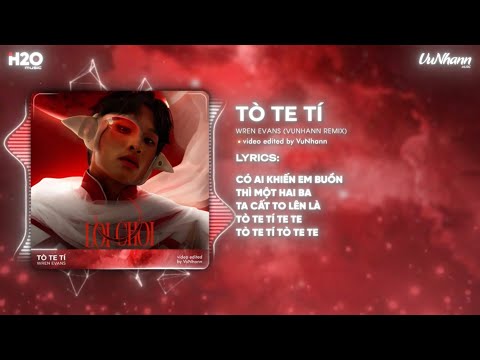 H2O
MUSIC
VuNhann
TÒ TE TÍ
WREN EVANS (VUNHANN REMIX)
video edited by VuNhann
LYRICS:
CÓ AI KHIẾN EM BUỒN
THÌ MỘT HAI BA
TA CẤT TO LÊN LÀ
TÒ TE TÍ TE TE
TÒ TE TÍ TÒ TE TE
LOI CHOI
TÒ TE TÍ
WREN EVANS
video edited
by VuNhann